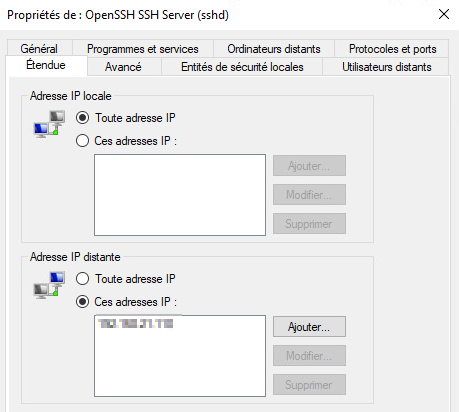 Propriétés de : OpenSSH SSH Server (sshd)
Général Programmes et services Ordinateurs distants Protocoles et ports
Étendue Avancé Entités de sécurité locales Utilisateurs distants
Adresse IP locale
Toute adresse IP
Ces adresses IP :
Ajouter...
Modifier...
Supprimer
Adresse IP distante
Toute adresse IP
Ces adresses IP :
Ajouter...
Modifier...
Supprimer